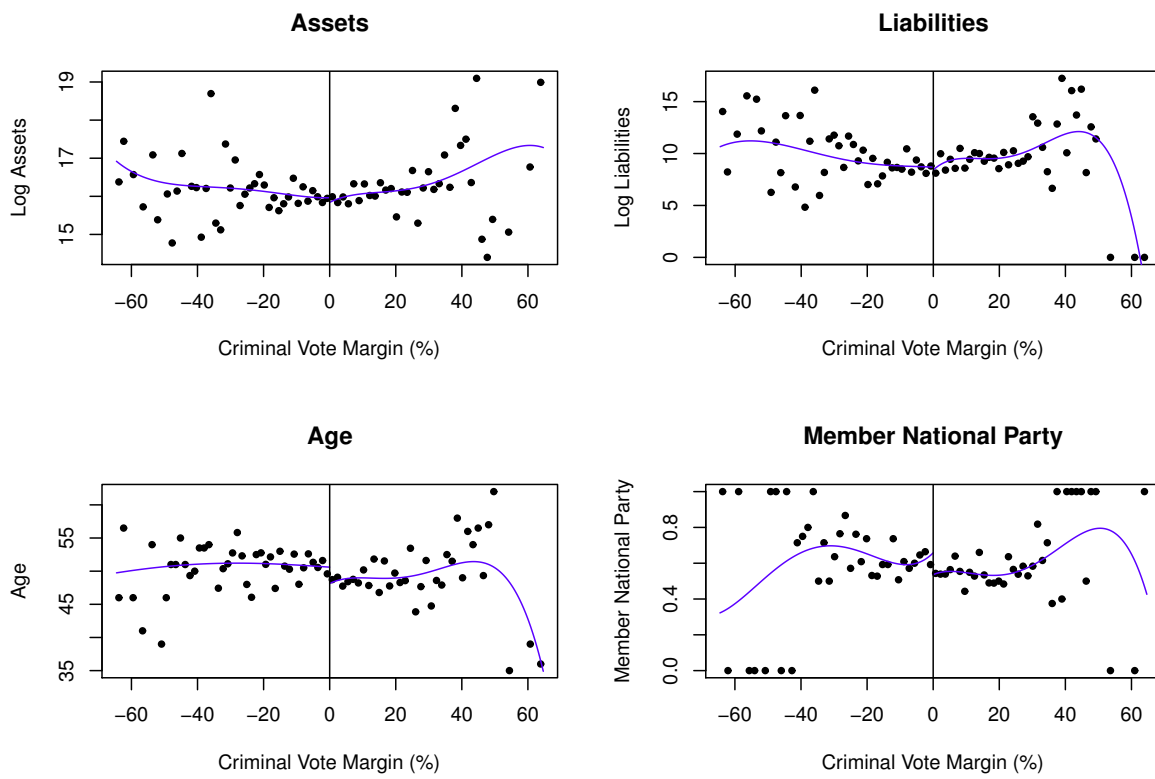 Assets
Log Assets
15 17 19
−60 −40 −20 0 20 40 60
Criminal Vote Margin (%)
Liabilities
Log Liabilities
0 5 10 15
−60 −40 −20 0 20 40 60
Criminal Vote Margin (%)
Age
Age
35 45 55
−60 −40 −20 0 20 40 60
Criminal Vote Margin (%)
Member National Party
Member National Party
0.0 0.4 0.8
−60 −40 −20 0 20 40 60
Criminal Vote Margin (%)